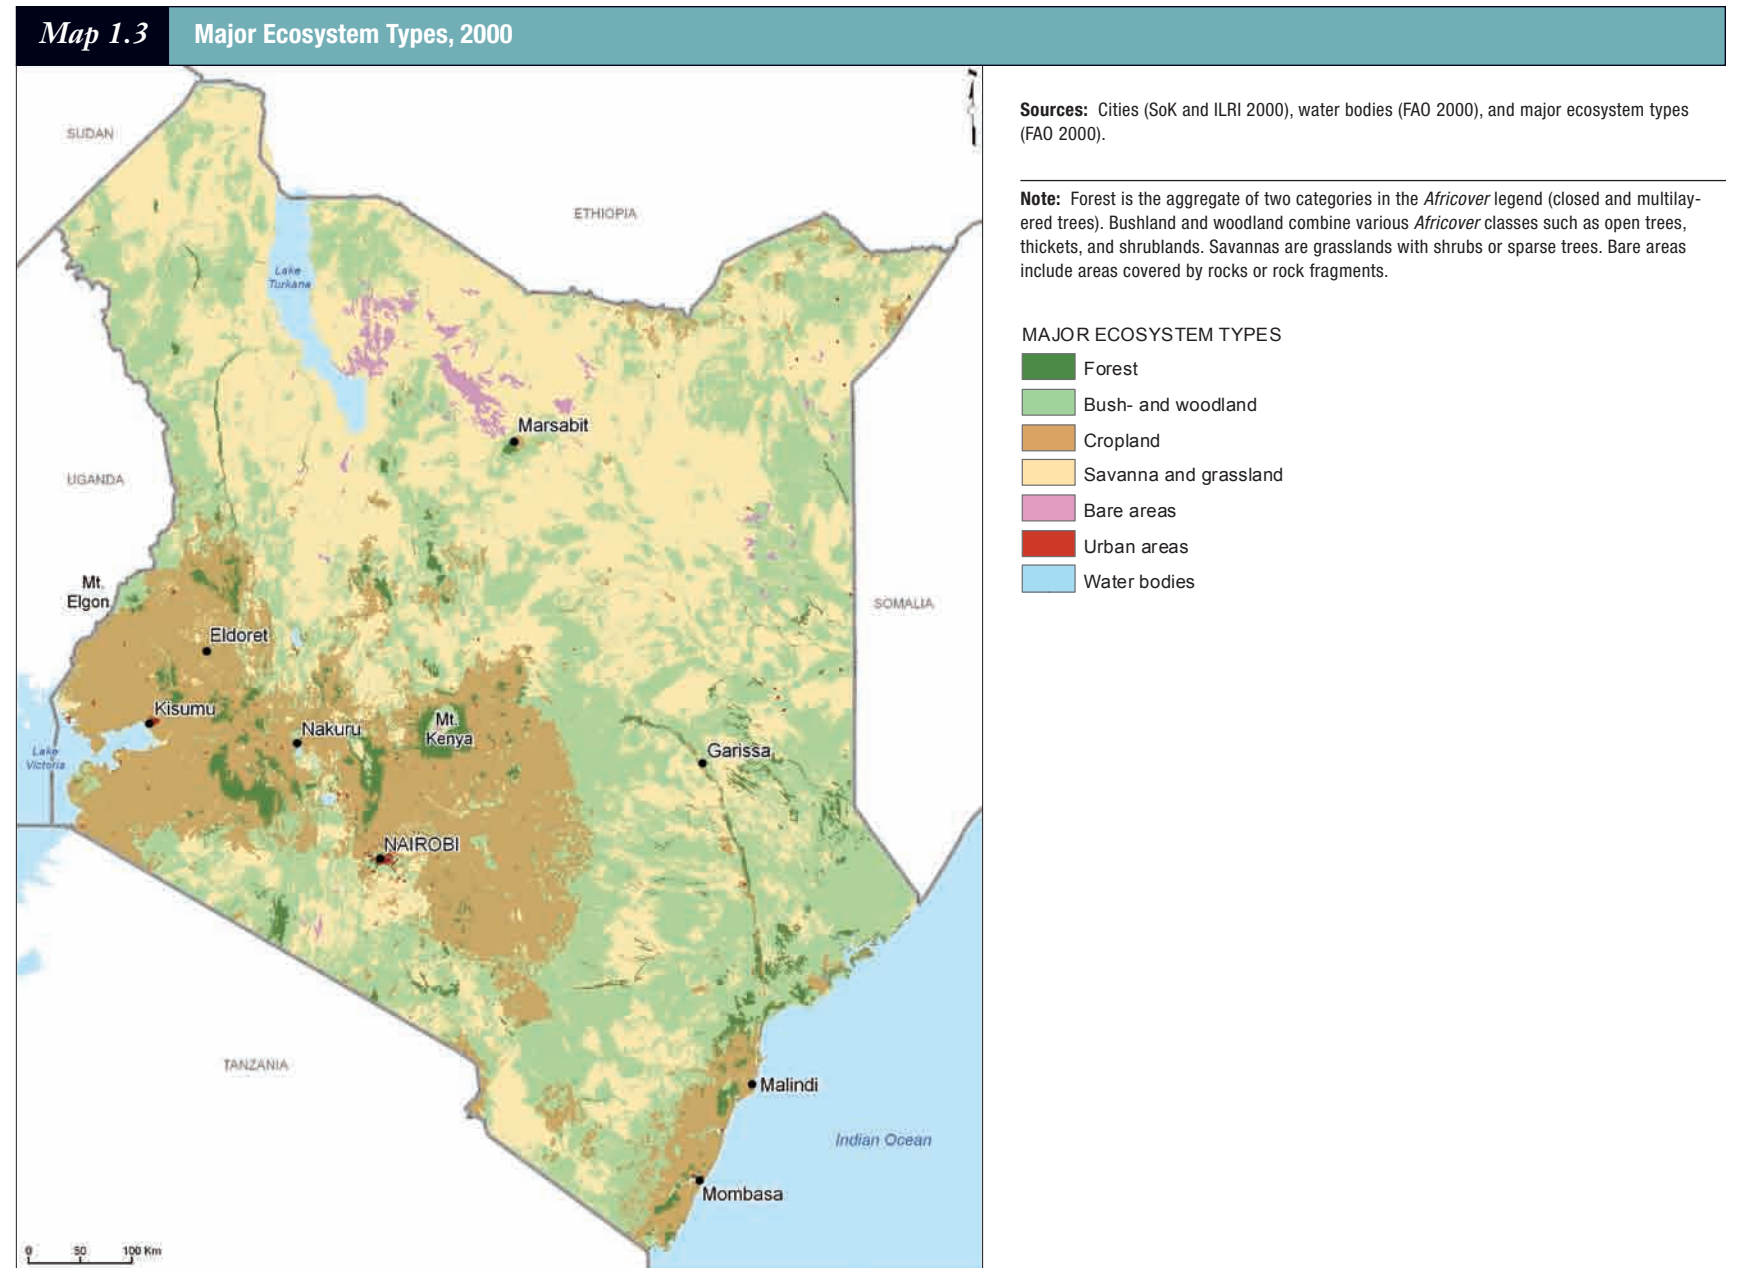 Map 1.3
Major Ecosystem Types, 2000
Sources: Cities (SoK and ILRI 2000), water bodies (FAO 2000), and major ecosystem types
(FAO 2000).
Note: Forest is the aggregate of two categories in the Africover legend (closed and multilay-
ered trees). Bushland and woodland combine various Africover classes such as open trees,
thickets, and shrublands. Savannas are grasslands with shrubs or sparse trees. Bare areas
include areas covered by rocks or rock fragments.
MAJOR ECOSYSTEM TYPES
Forest
Bush- and woodland
Cropland
Savanna and grassland
Bare areas
Urban areas
Water bodies
SUDAN
ETHIOPIA
Lake
Turkana
Marsabit
UGANDA
Mt.
Elgon
SOMALIA
Eldoret
Kisumu
Nakuru
Mt.
Kenya
Lake
Victoria
Garissa
NAIROBI
TANZANIA
Malindi
Indian Ocean
Mombasa
0 50 100 Km